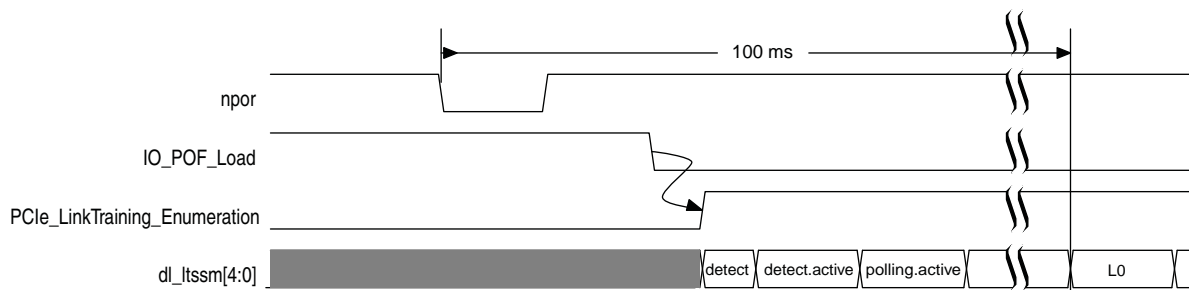 100 ms
npor
IO_POF_Load
PCIe_LinkTraining_Enumeration
dl_ltssm[4:0]
detect
detect.active
polling.active
L0